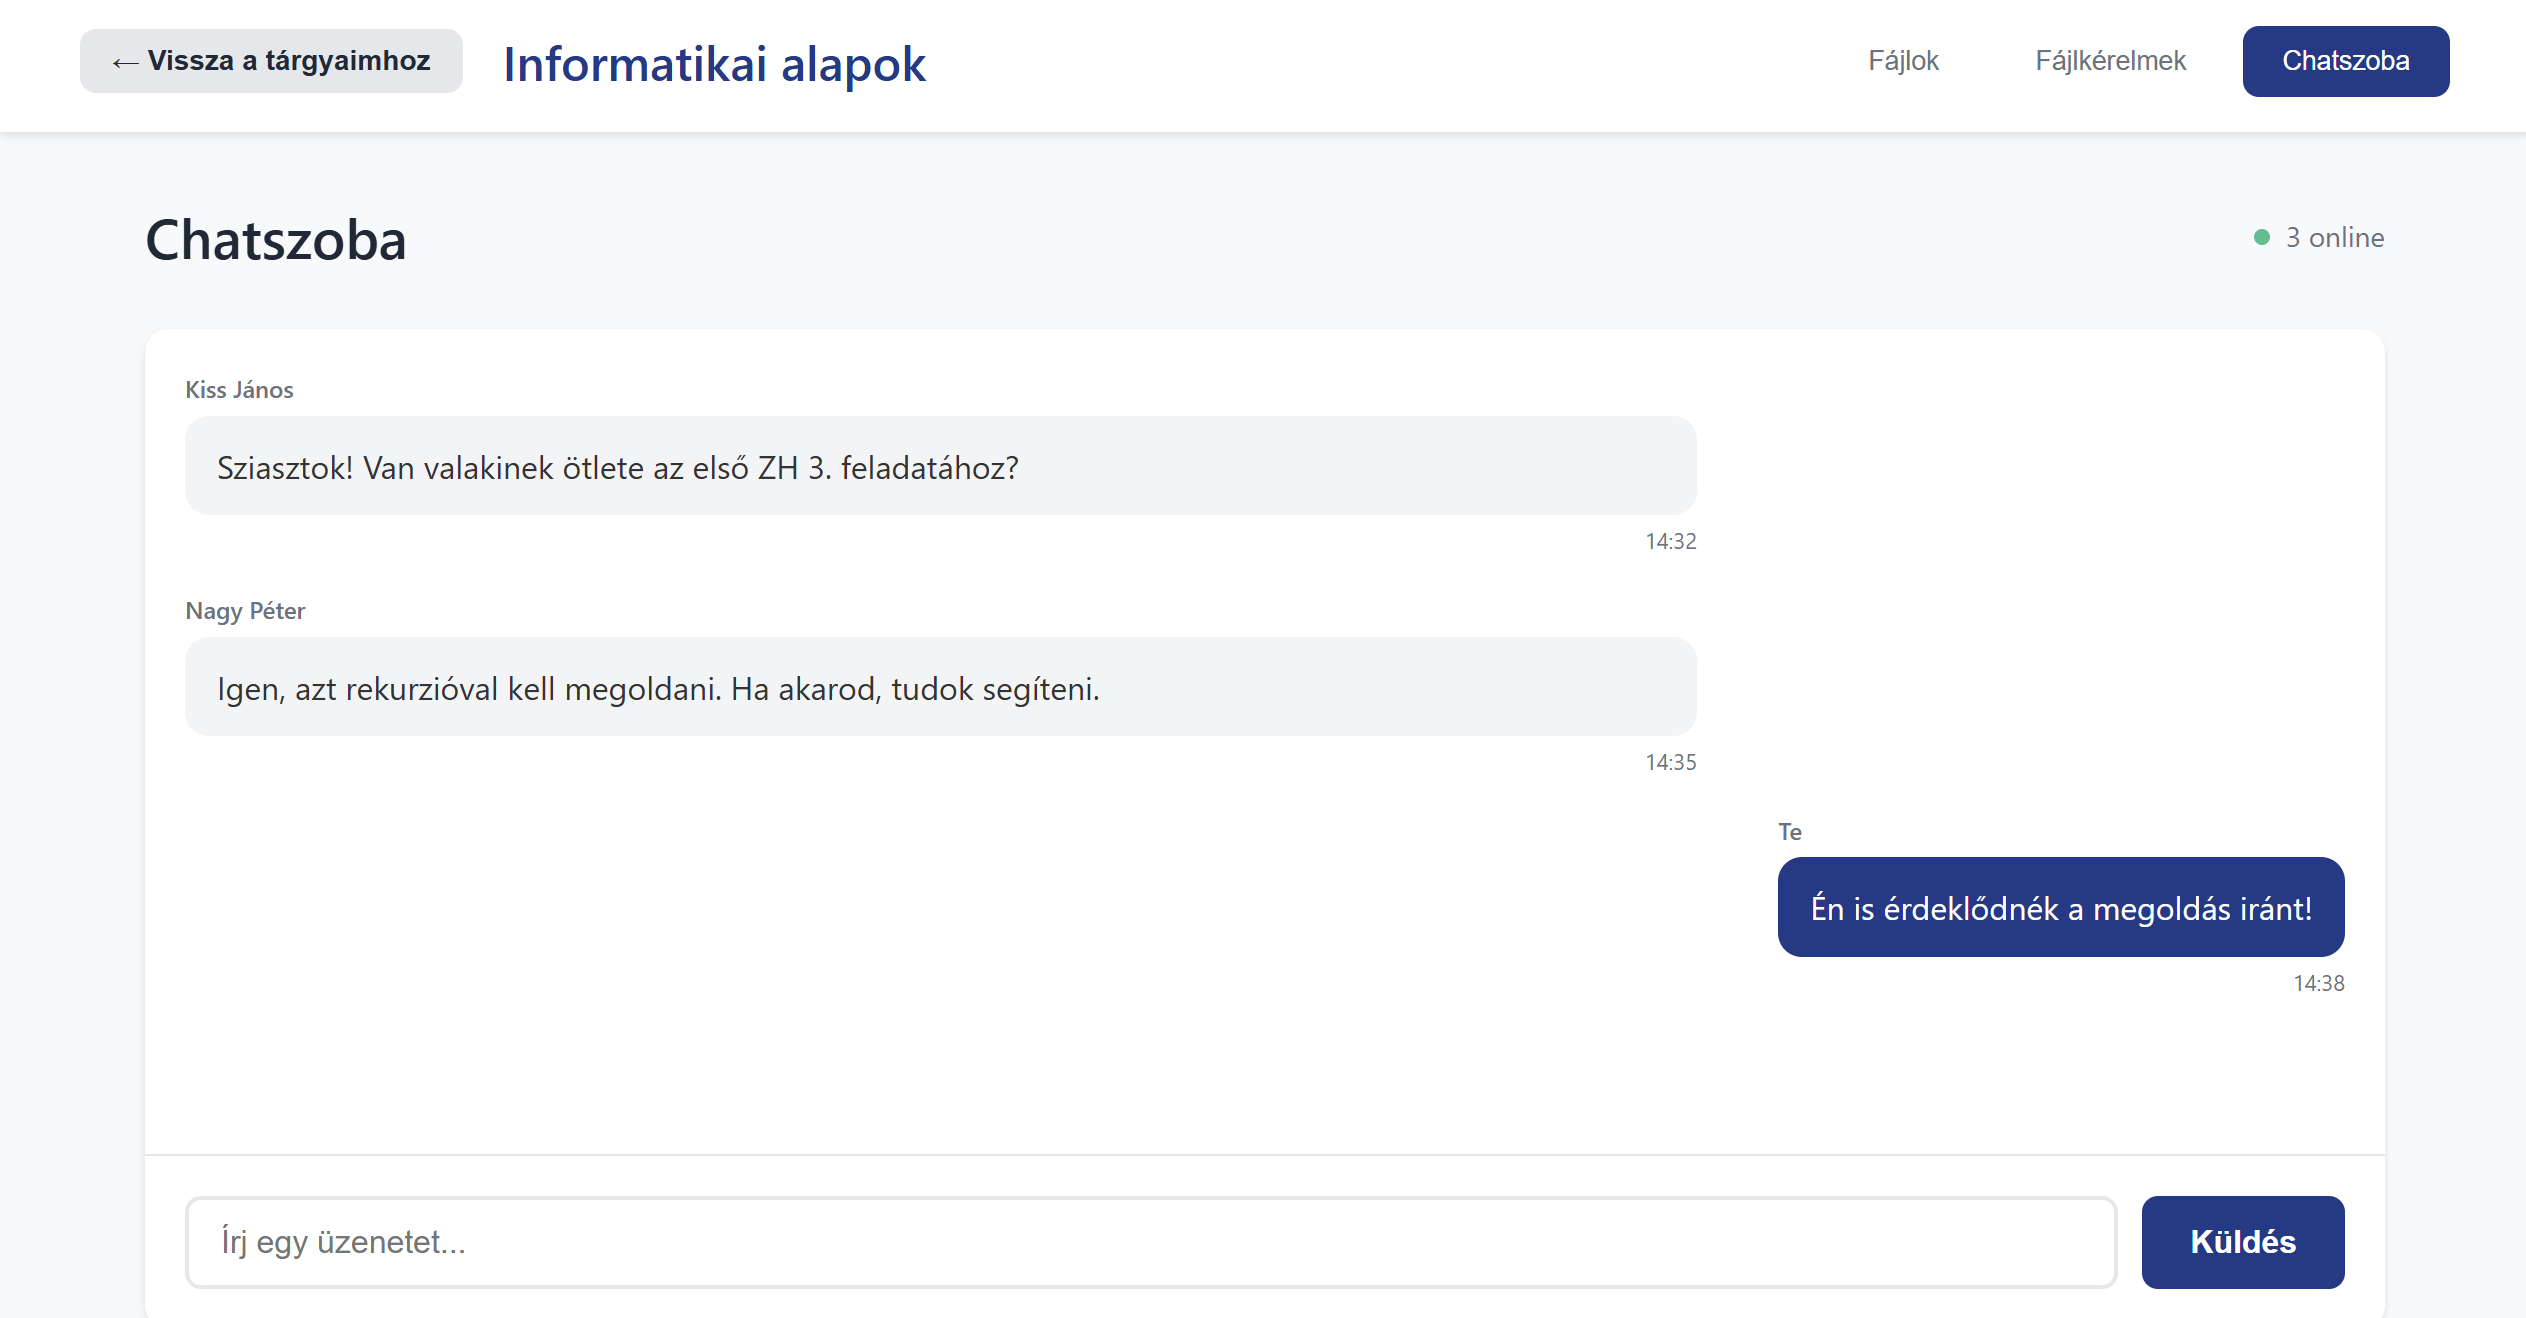 ← Vissza a tárgyaimhoz
Informatikai alapok
Fájlok
Fájlkérelmek
Chatszoba
Chatszoba
3 online
Kiss János
Sziasztok! Van valakinek ötlete az első ZH 3. feladatához?
14:32
Nagy Péter
Igen, azt rekurzióval kell megoldani. Ha akarod, tudok segíteni.
14:35
Te
Én is érdeklődnék a megoldás iránt!
14:38
Írj egy üzenetet...
Küldés